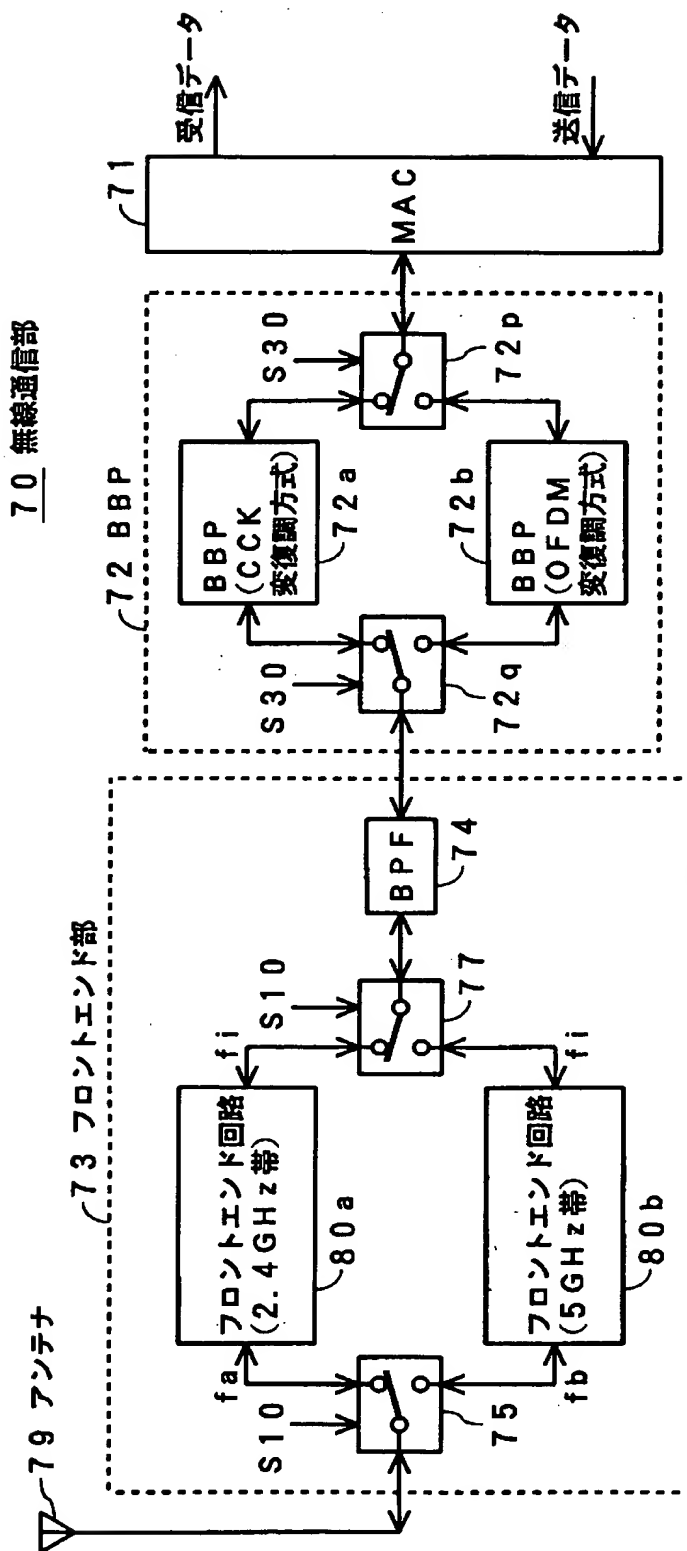 70 無線通信部
79 アンテナ
73 フロントエンド部
S10
75
fa
fb
フロントエンド回路
(2.4GHz帯)
80a
フロントエンド回路
(5GHz帯)
80b
fi
fi
S10
77
BPF
74
72 BBP
S30
72q
BBP
(CCK
変復調方式)
72a
BBP
(OFDM
変復調方式)
72b
S30
72p
71
MAC
受信データ
送信データ